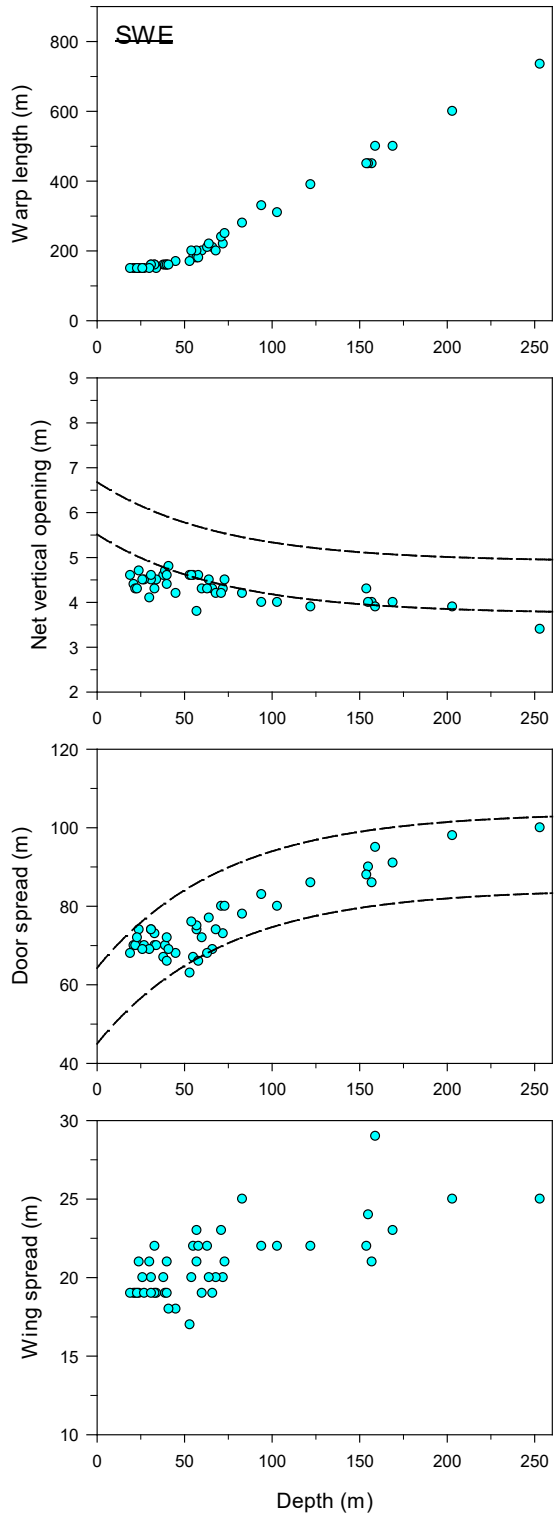 SWE
Warp length (m)
800
600
400
200
0
0 50 100 150 200 250
Net vertical opening (m)
9
8
7
6
5
4
3
2
0 50 100 150 200 250
Door spread (m)
120
100
80
60
40
0 50 100 150 200 250
Wing spread (m)
30
25
20
15
10
0 50 100 150 200 250
Depth (m)